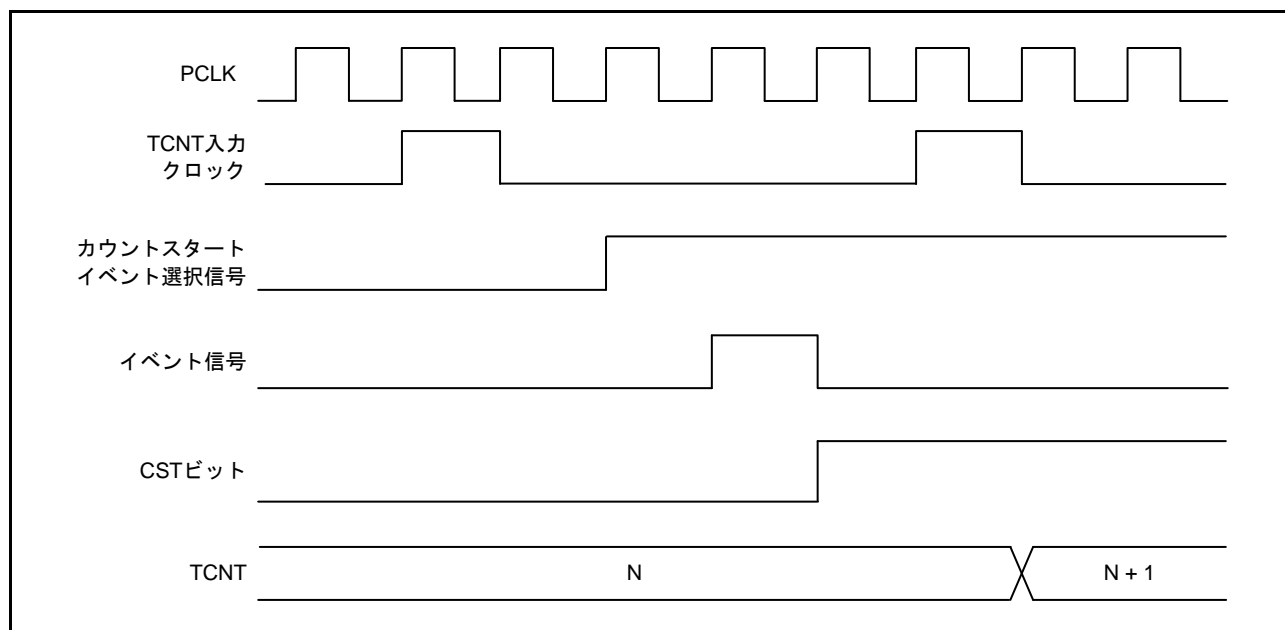 PCLK
TCNT入力
クロック
カウントスタート
イベント選択信号
イベント信号
CSTビット
TCNT
N
N + 1